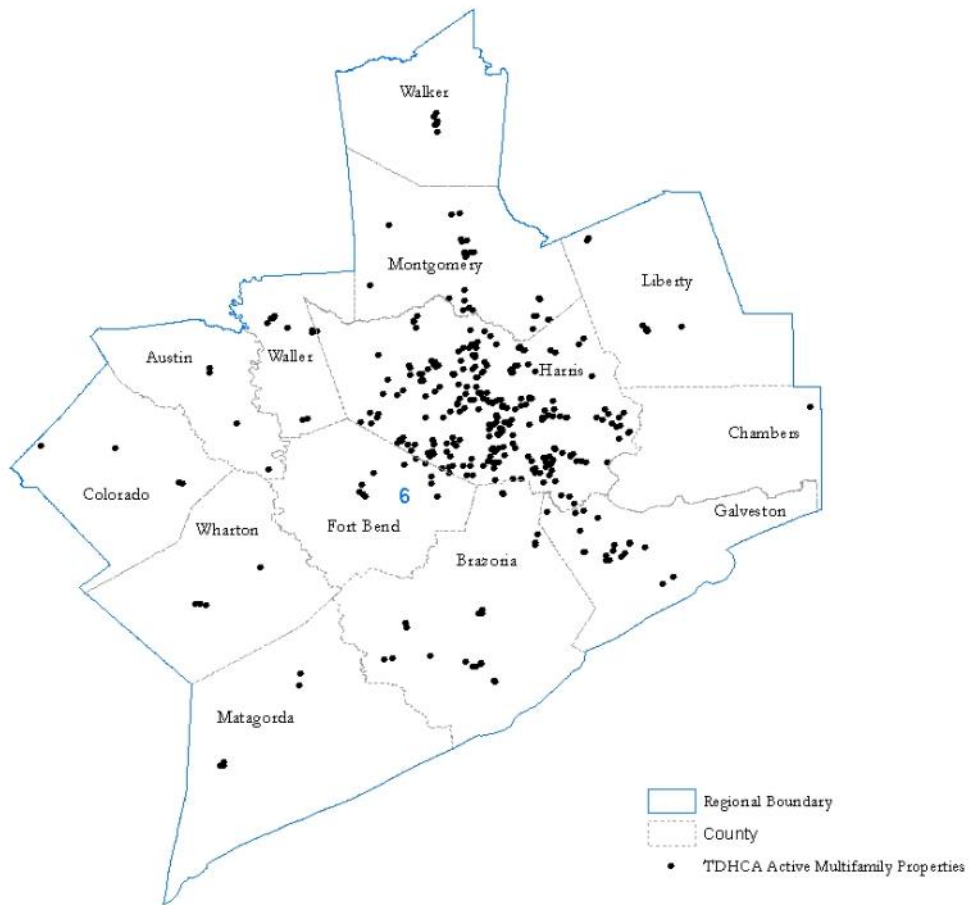 Walker
Montgomery
Liberty
Austin
Waller
Harris
Chambers
Colorado
6
Galveston
Wharton
Fort Bend
Brazoria
Matagorda
Regional Boundary
County
TDHCA Active Multifamily Properties